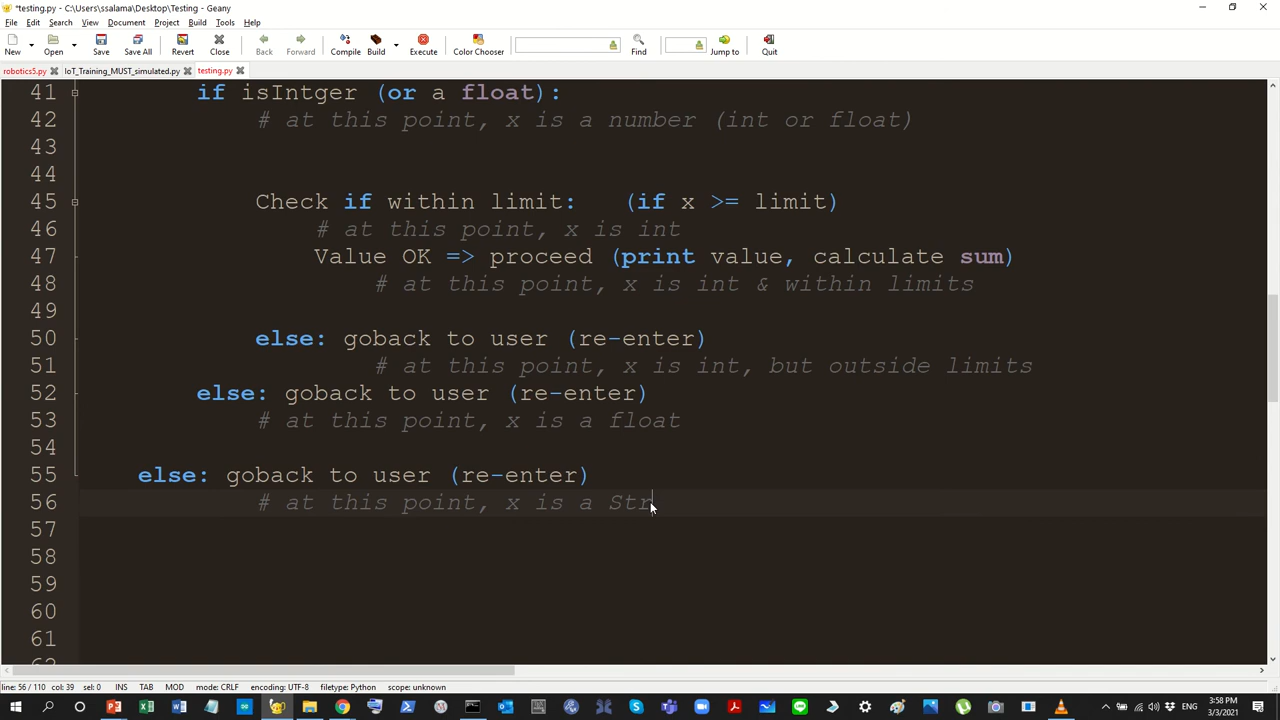 *testing.py - C:\Users\ssalama\Desktop\Testing - Geany
File Edit Search View Document Project Build Tools Help
New Open Save Save All Revert Close Back Forward Compile Build Execute Color Chooser Find Jump to Quit
robotics5.py IoT_Training_MUST_simulated.py testing.py
41 if isIntger (or a float):
42 # at this point, x is a number (int or float)
43
44
45 Check if within limit: (if x >= limit)
46 # at this point, x is int
47 Value OK => proceed (print value, calculate sum)
48 # at this point, x is int & within limits
49
50 else: goback to user (re-enter)
51 # at this point, x is int, but outside limits
52 else: goback to user (re-enter)
53 # at this point, x is a float
54
55 else: goback to user (re-enter)
56 # at this point, x is a Str
57
58
59
60
61
line: 56 / 110 col: 39 sel: 0 INS TAB MOD mode: CRLF encoding: UTF-8 filetype: Python scope: unknown
ENG
3:58 PM
3/3/2021